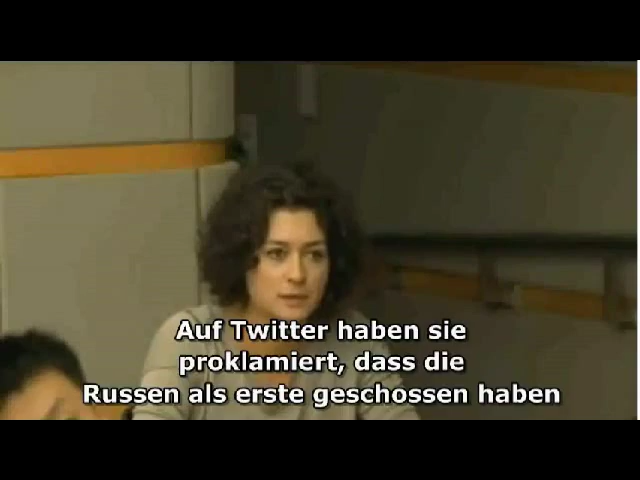 Auf Twitter haben sie
proklamiert, dass die
Russen als erste geschossen haben